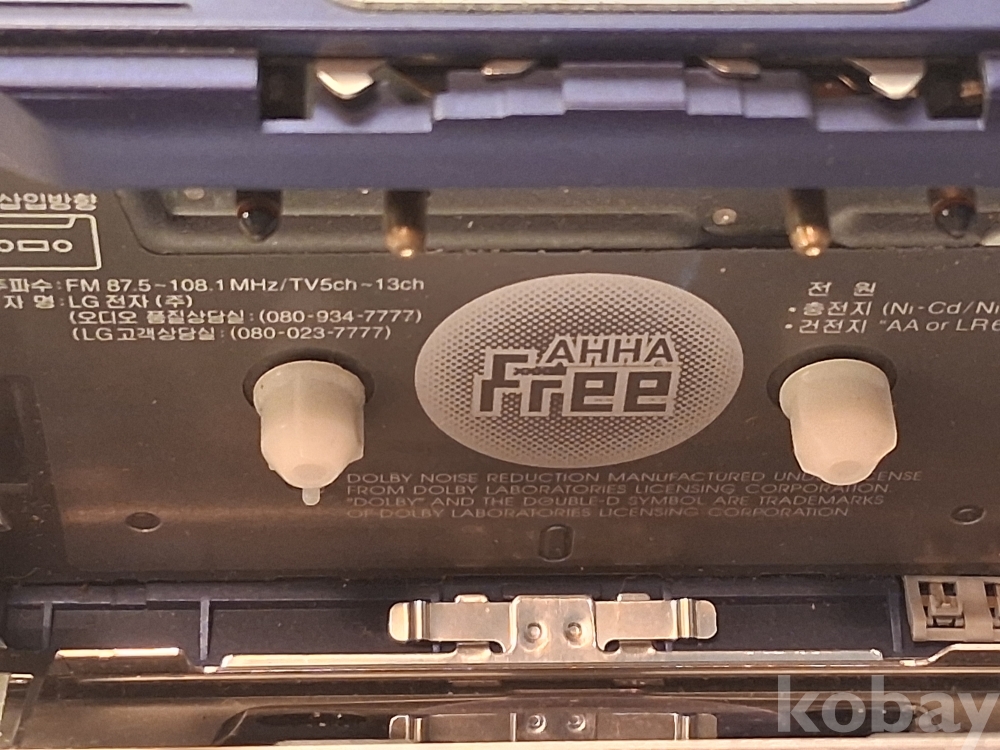 삽입방향
주파수 : FM 87.5~108.1MHz/TV5ch~13ch
자 명 : LG 전자 (주)
(오디오 품질상담실 : (080-934-7777)
(LG고객상담실 : (080-023-7777)
AHHA
Free
전 원
• 충전지 (Ni-Cd/Ni
• 건전지 "AA or LR6
DOLBY NOISE REDUCTION MANUFACTURED UNDER LICENSE
FROM DOLBY LABORATORIES LICENSING CORPORATION.
"DOLBY" AND THE DOUBLE-D SYMBOL ARE TRADEMARKS
OF DOLBY LABORATORIES LICENSING CORPORATION
kobay